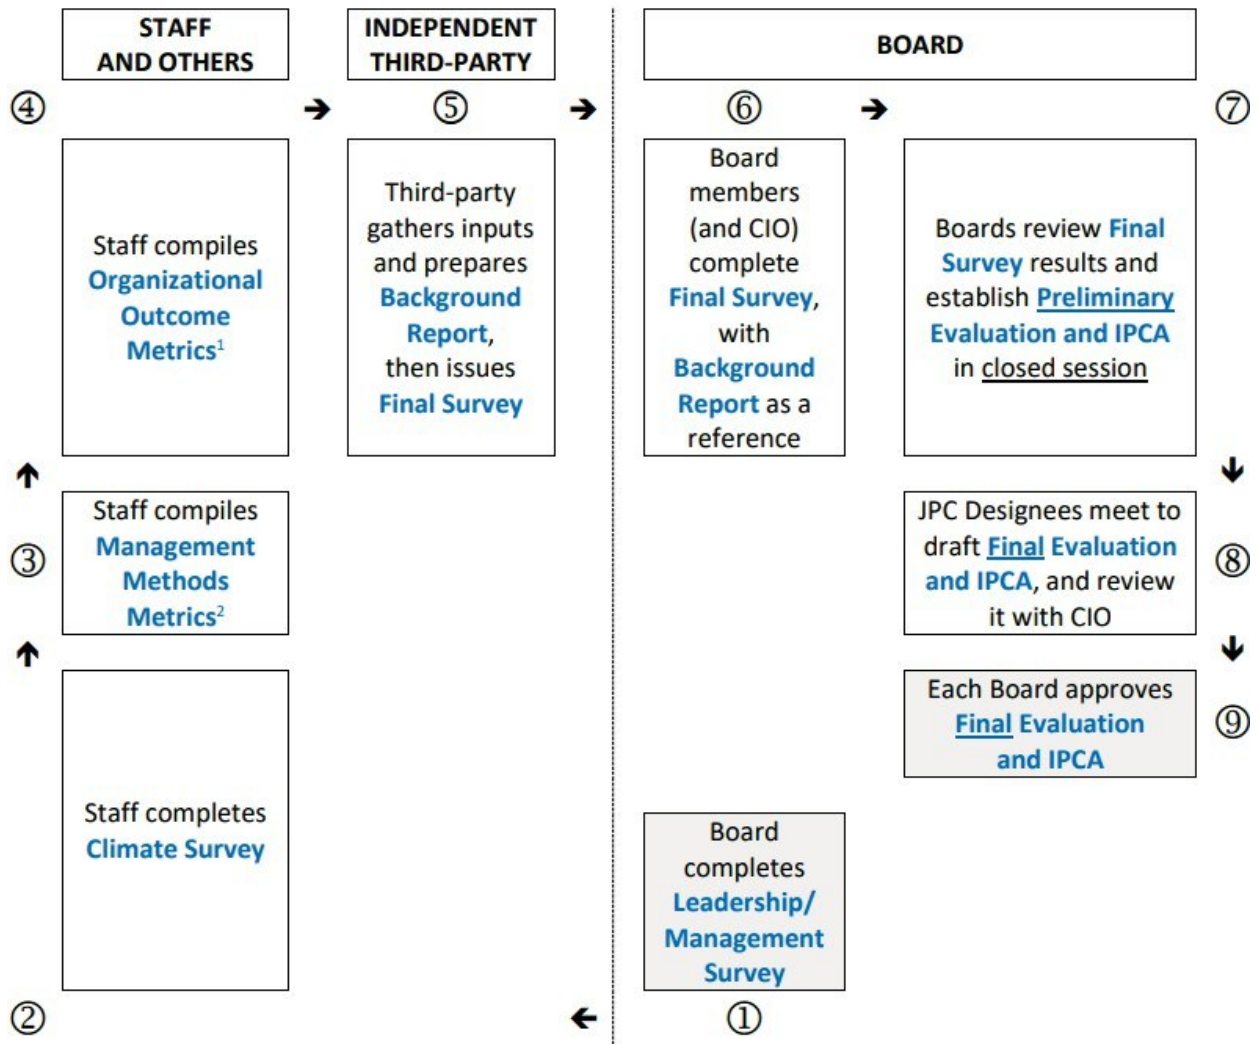 STAFF
AND OTHERS
INDEPENDENT
THIRD-PARTY
BOARD
④
➔
⑤
➔
⑥
➔
⑦
Staff compiles
Organizational
Outcome
Metrics¹
Third-party
gathers inputs
and prepares
Background
Report,
then issues
Final Survey
Board
members
(and CIO)
complete
Final Survey,
with
Background
Report as a
reference
Boards review Final
Survey results and
establish Preliminary
Evaluation and IPCA
in closed session
③
Staff compiles
Management
Methods
Metrics²
JPC Designees meet to
draft Final Evaluation
and IPCA, and review
it with CIO
⑧
Each Board approves
Final Evaluation
and IPCA
⑨
Staff completes
Climate Survey
Board
completes
Leadership/
Management
Survey
②
①